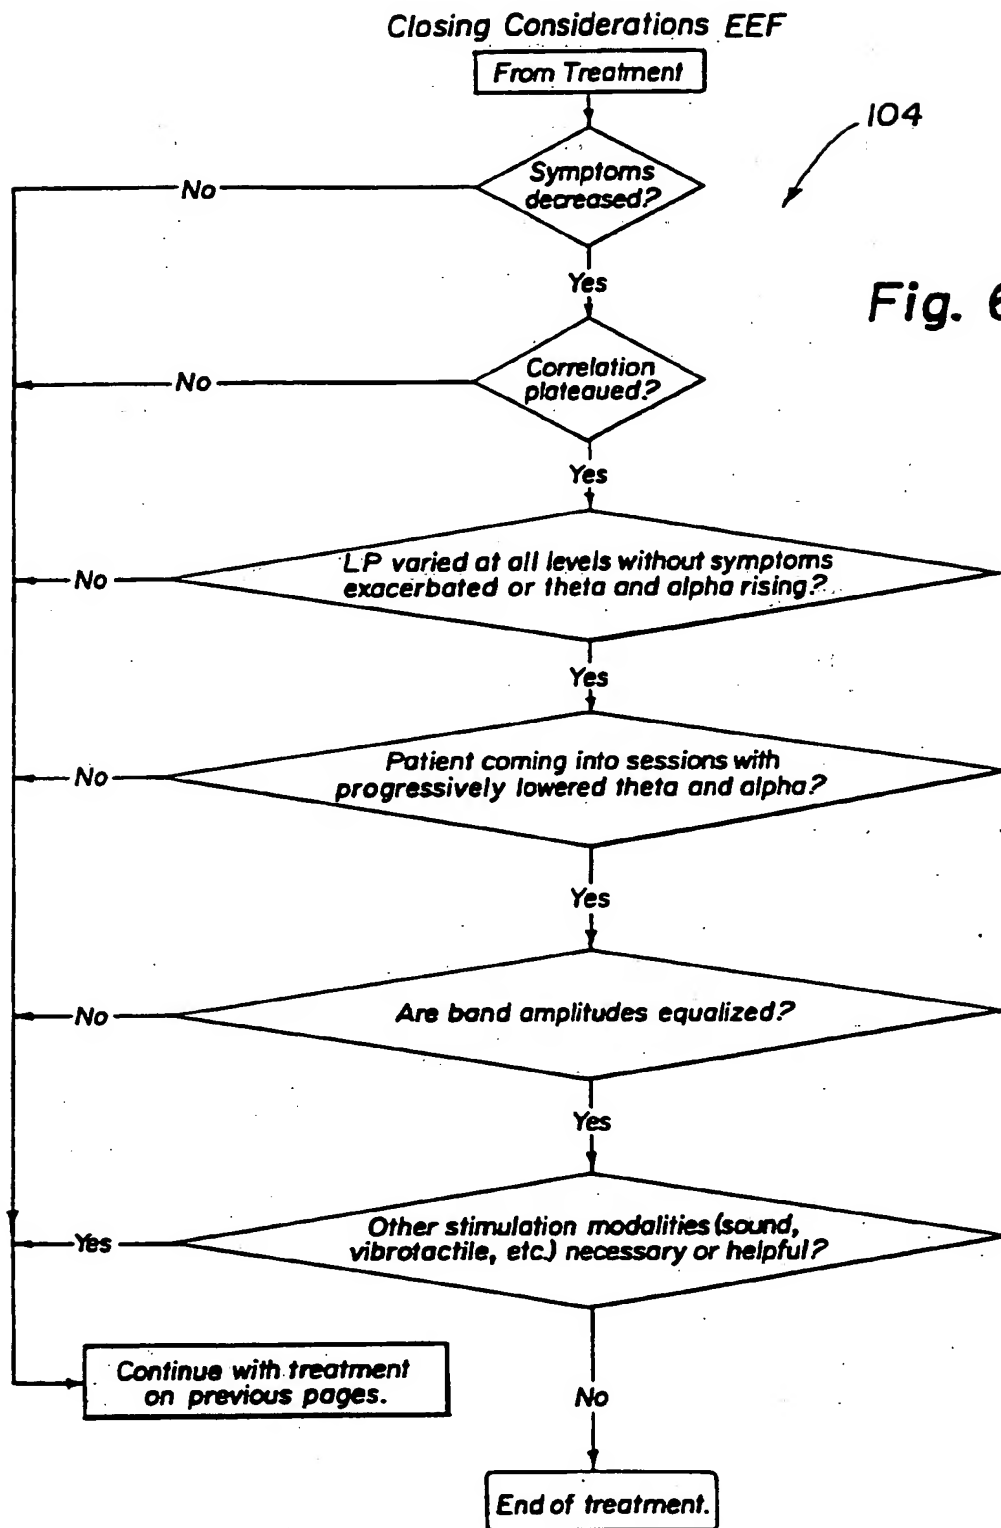 Closing Considerations EEF
From Treatment
104
Symptoms
decreased?
No
Yes
Fig. 6
Correlation
plateaued?
No
Yes
LP varied at all levels without symptoms
exacerbated or theta and alpha rising?
No
Yes
Patient coming into sessions with
progressively lowered theta and alpha?
No
Yes
Are band amplitudes equalized?
No
Yes
Other stimulation modalities (sound,
vibrotactile, etc.) necessary or helpful?
Yes
Continue with treatment
on previous pages.
No
End of treatment.